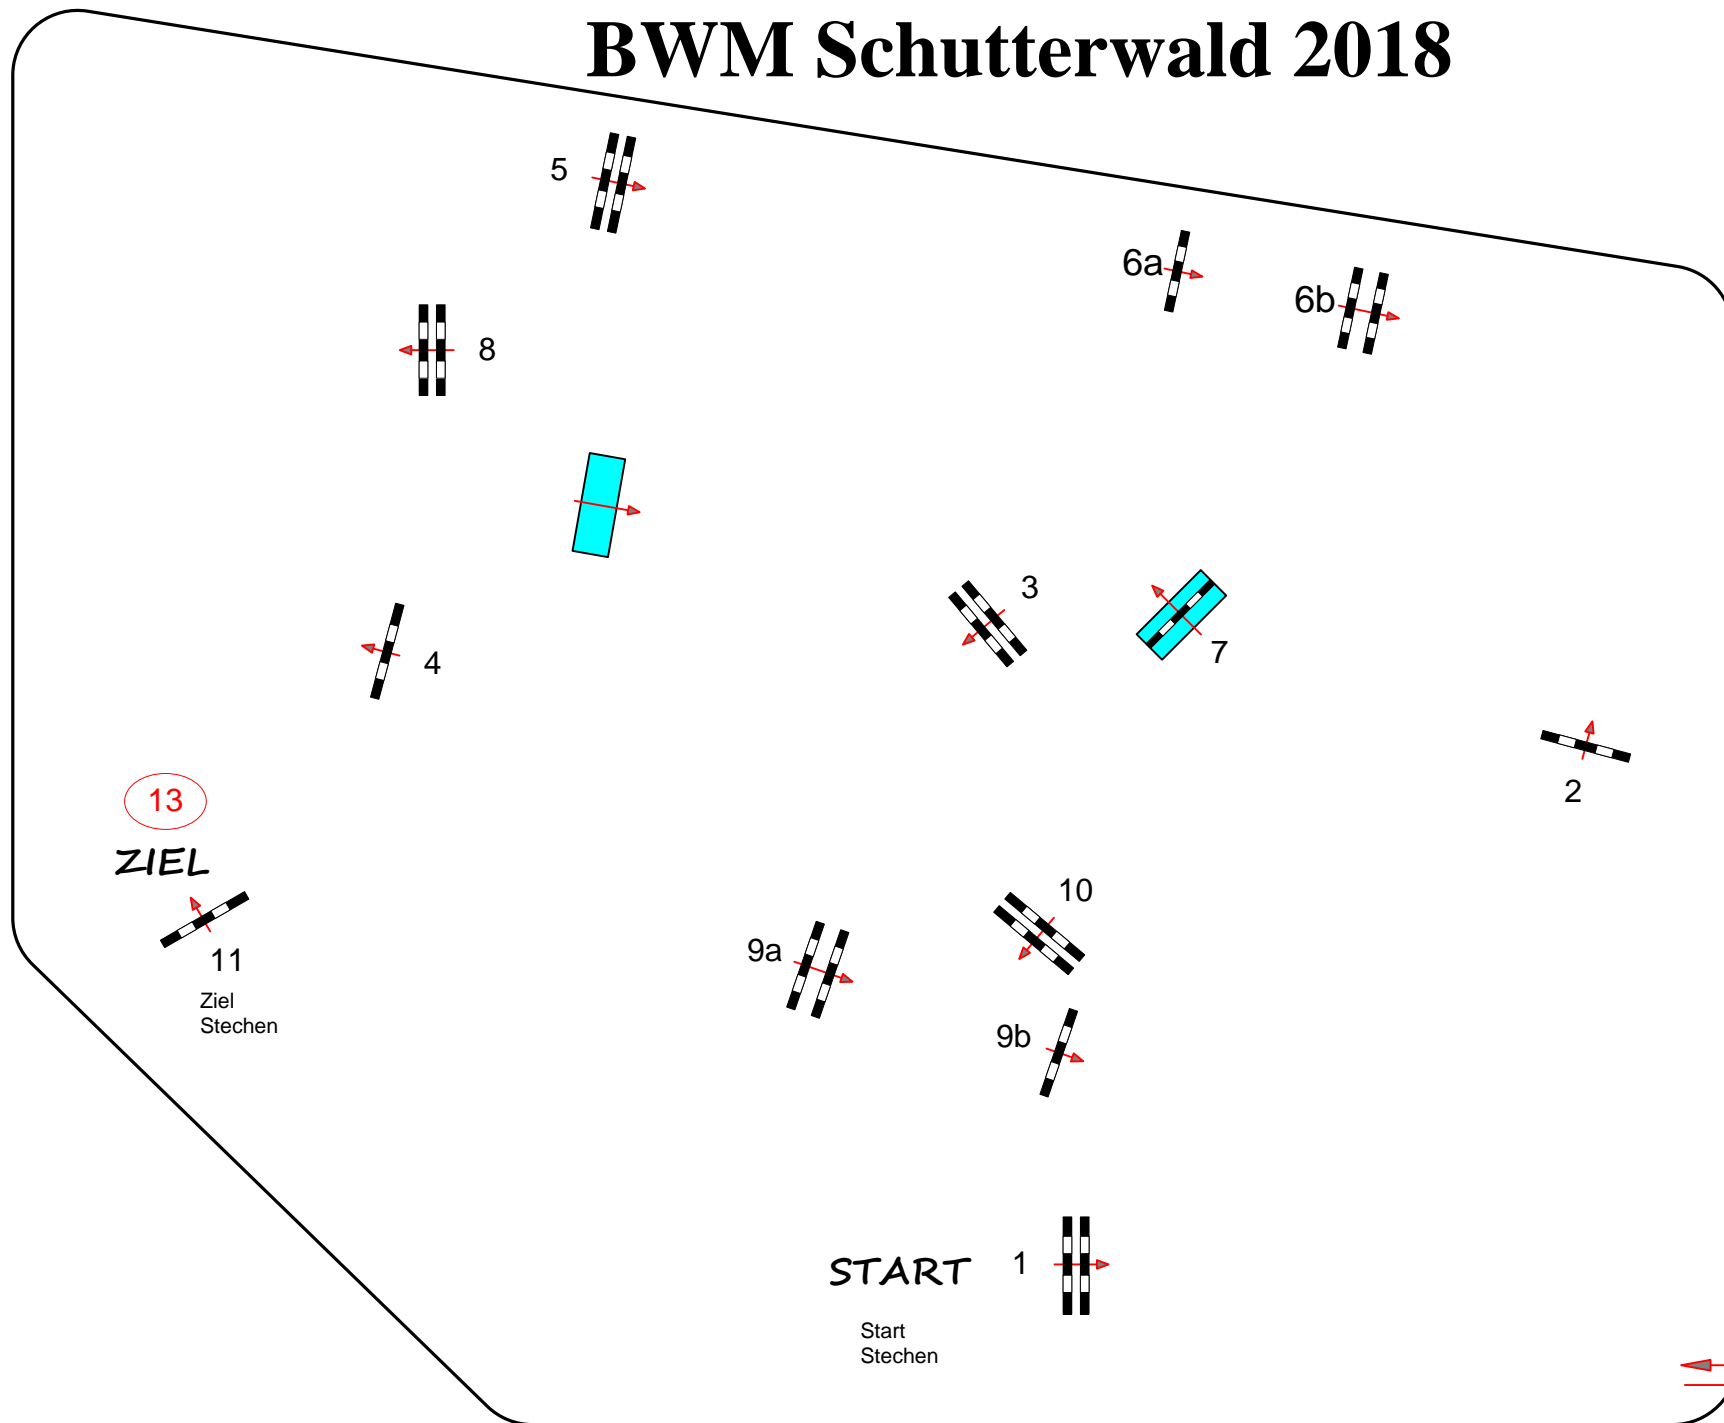 BWM Schutterwald 2018
5
6a
6b
8
3
7
4
2
13
ZIEL
10
9a
11
Ziel
Stechen
9b
START
1
Start
Stechen